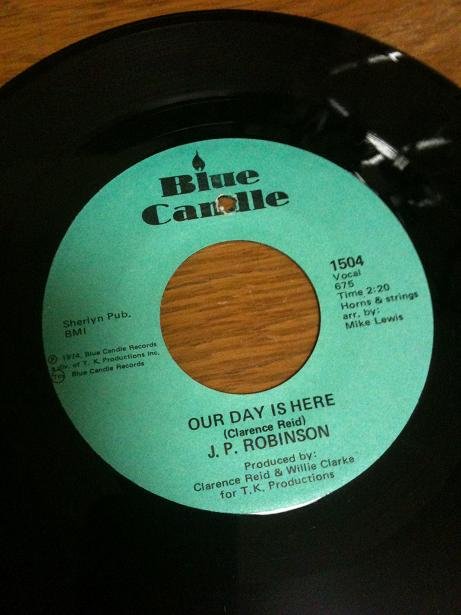 Blue
Candle
1504
Vocal
675
Time 2:20
Horns & strings
arr. by:
Mike Lewis
Sherlyn Pub.
BMI
℗ 1974, Blue Candle Records
a div. of T. K. Productions Inc.
Blue Candle Records
OUR DAY IS HERE
(Clarence Reid)
J. P. ROBINSON
Produced by:
Clarence Reid & Willie Clarke
for T.K. Productions